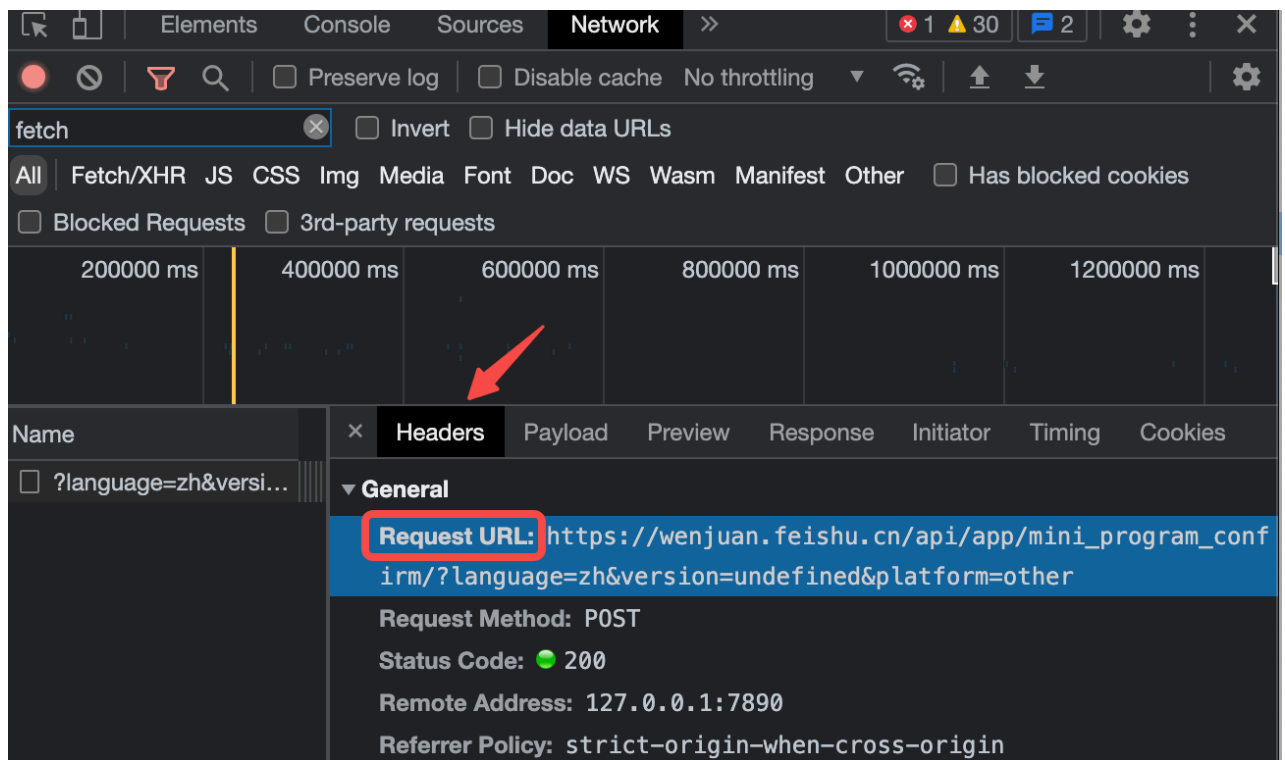 Elements Console Sources Network » 1 30 2
Preserve log Disable cache No throttling
fetch Invert Hide data URLs
All Fetch/XHR JS CSS Img Media Font Doc WS Wasm Manifest Other Has blocked cookies
Blocked Requests 3rd-party requests
200000 ms 400000 ms 600000 ms 800000 ms 1000000 ms 1200000 ms
Name × Headers Payload Preview Response Initiator Timing Cookies
?language=zh&versi... General
Request URL: https://wenjuan.feishu.cn/api/app/mini_program_conf
irm/?language=zh&version=undefined&platform=other
Request Method: POST
Status Code: 200
Remote Address: 127.0.0.1:7890
Referrer Policy: strict-origin-when-cross-origin